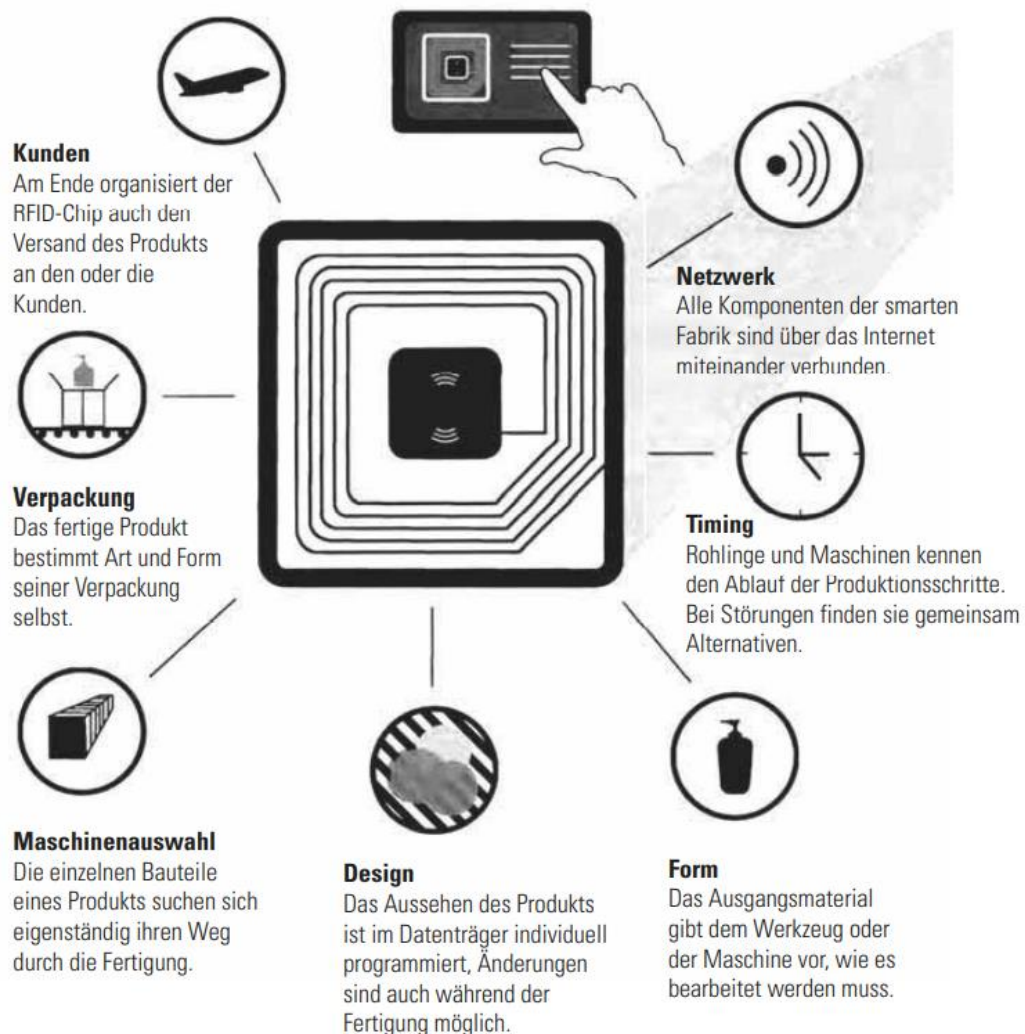 Kunden
Am Ende organisiert der
RFID-Chip auch den
Versand des Produkts
an den oder die
Kunden.
Netzwerk
Alle Komponenten der smarten
Fabrik sind über das Internet
miteinander verbunden.
Verpackung
Das fertige Produkt
bestimmt Art und Form
seiner Verpackung
selbst.
Timing
Rohlinge und Maschinen kennen
den Ablauf der Produktionsschritte.
Bei Störungen finden sie gemeinsam
Alternativen.
Maschinenauswahl
Die einzelnen Bauteile
eines Produkts suchen sich
eigenständig ihren Weg
durch die Fertigung.
Design
Das Aussehen des Produkts
ist im Datenträger individuell
programmiert, Änderungen
sind auch während der
Fertigung möglich.
Form
Das Ausgangsmaterial
gibt dem Werkzeug oder
der Maschine vor, wie es
bearbeitet werden muss.